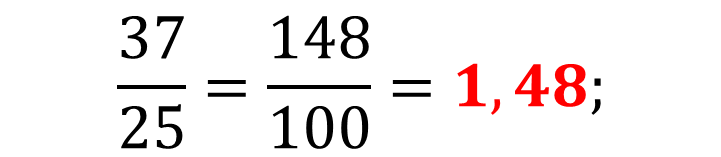 37/25 = 148/100 = 1,48;